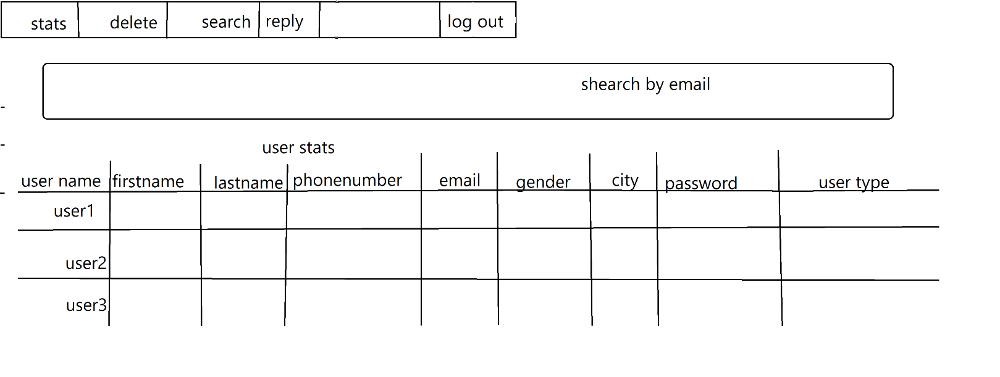 stats delete search reply log out
shearch by email
user stats
user name firstname lastname phonenumber email gender city password user type
user1
user2
user3